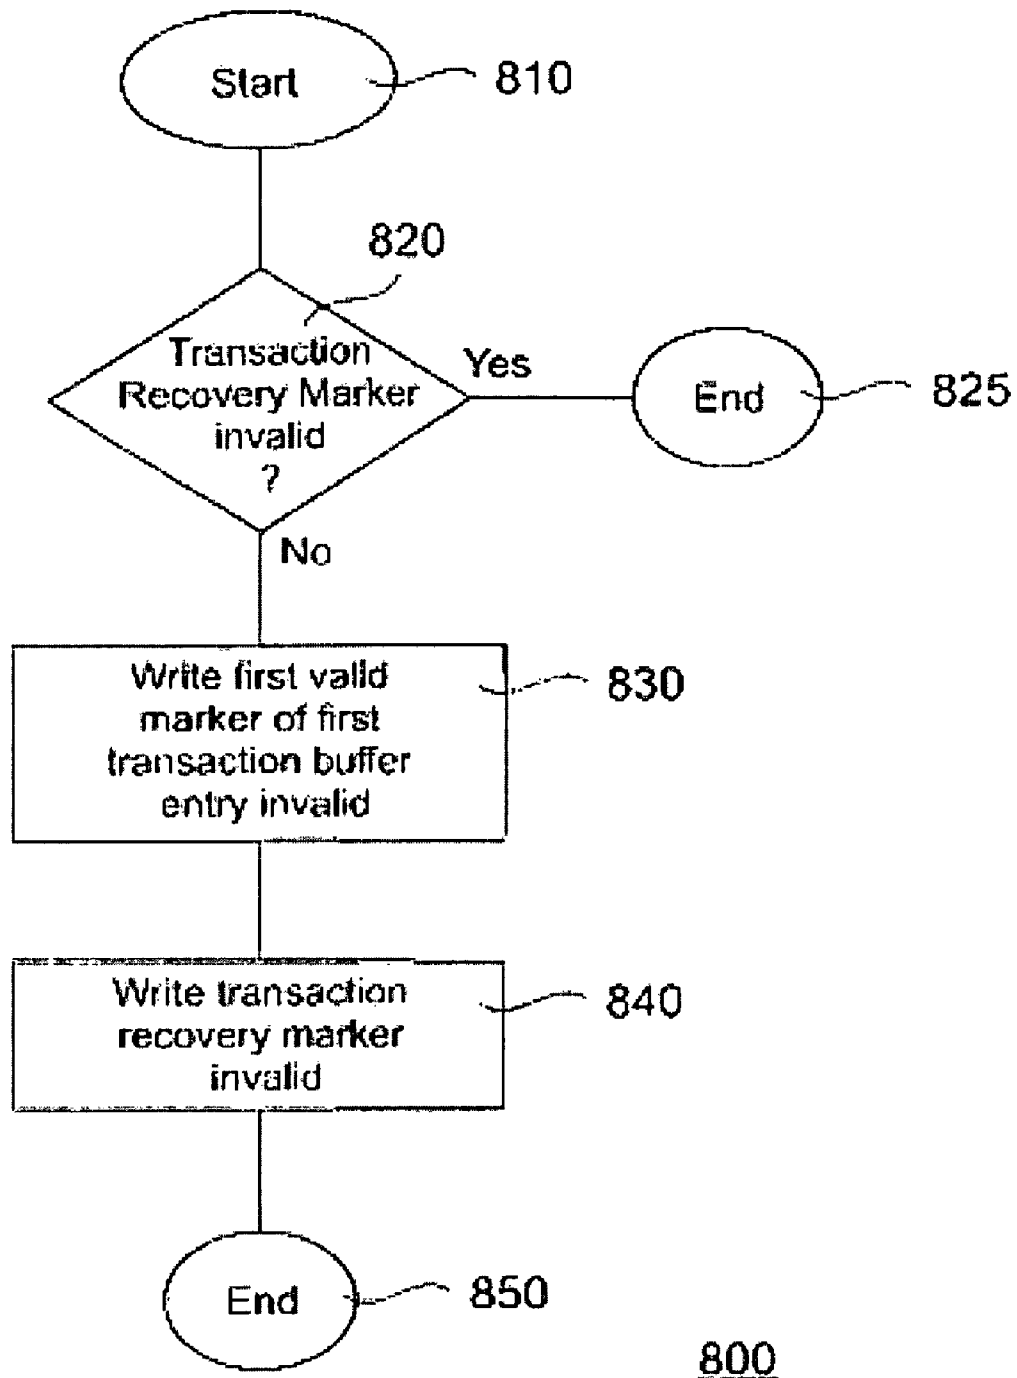 Start
810
820
Transaction
Recovery Marker
invalid
?
Yes
End
825
No
Write first valid
marker of first
transaction buffer
entry invalid
830
Write transaction
recovery marker
invalid
840
End
850
800